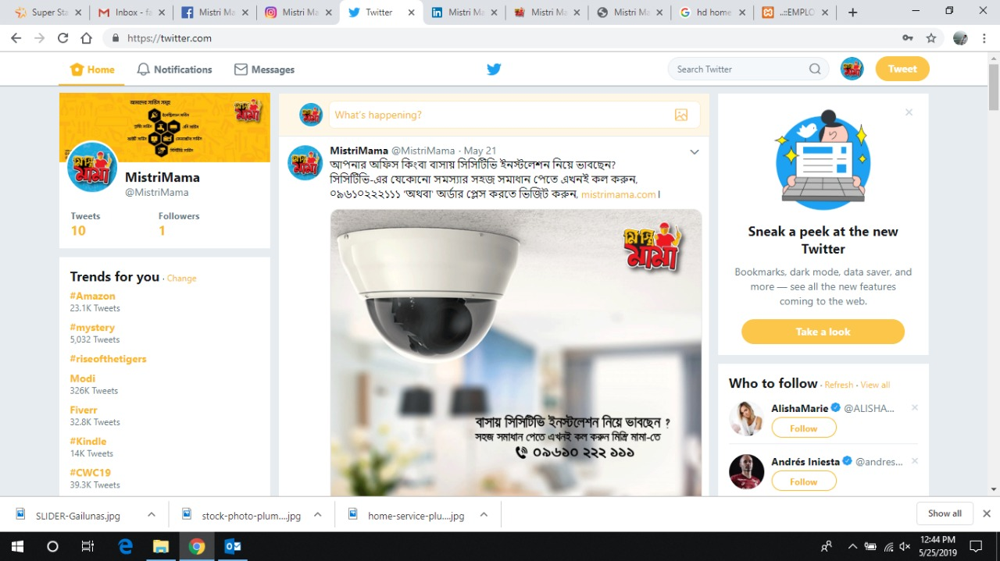 Super Sta
M Inbox - fa
Mistri Ma
Mistri Ma
Twitter
Mistri Ma
Mistri Ma
Mistri Ma
hd home
..::EMPLO
https://twitter.com
Home
Notifications
Messages
Search Twitter
Tweet
আমাদের সার্ভিস সমূহ
মিস্ত্রি
মামা
What's happening?
MistriMama @MistriMama · May 21
আপনার অফিস কিংবা বাসায় সিসিটিভি ইনস্টলেশন নিয়ে ভাবছেন?
সিসিটিভি-এর যেকোনো সমস্যার সহজ সমাধান পেতে এখনই কল করুন,
০৯৬১০২২২১১১ 'অথবা' অর্ডার প্লেস করতে ভিজিট করুন, mistrimama.com।
মিস্ত্রি
মামা
বাসায় সিসিটিভি ইনস্টলেশন নিয়ে ভাবছেন ?
সহজ সমাধান পেতে এখনই কল করুন মিস্ত্রি মামা-তে
০৯৬১০ ২২২ ১১১
MistriMama
@MistriMama
Tweets
Followers
10
1
Trends for you · Change
#Amazon
23.1K Tweets
#mystery
5,032 Tweets
#riseofthetigers
Modi
326K Tweets
Fiverr
32.8K Tweets
#Kindle
14K Tweets
#CWC19
39.3K Tweets
Sneak a peek at the new
Twitter
Bookmarks, dark mode, data saver, and
more — see all the new features
coming to the web.
Take a look
Who to follow · Refresh · View all
AlishaMarie @ALISHA...
Follow
Andrés Iniesta @andres...
Follow
SLIDER-Gailunas.jpg
stock-photo-plum....jpg
home-service-plu....jpg
Show all
12:44 PM
5/25/2019